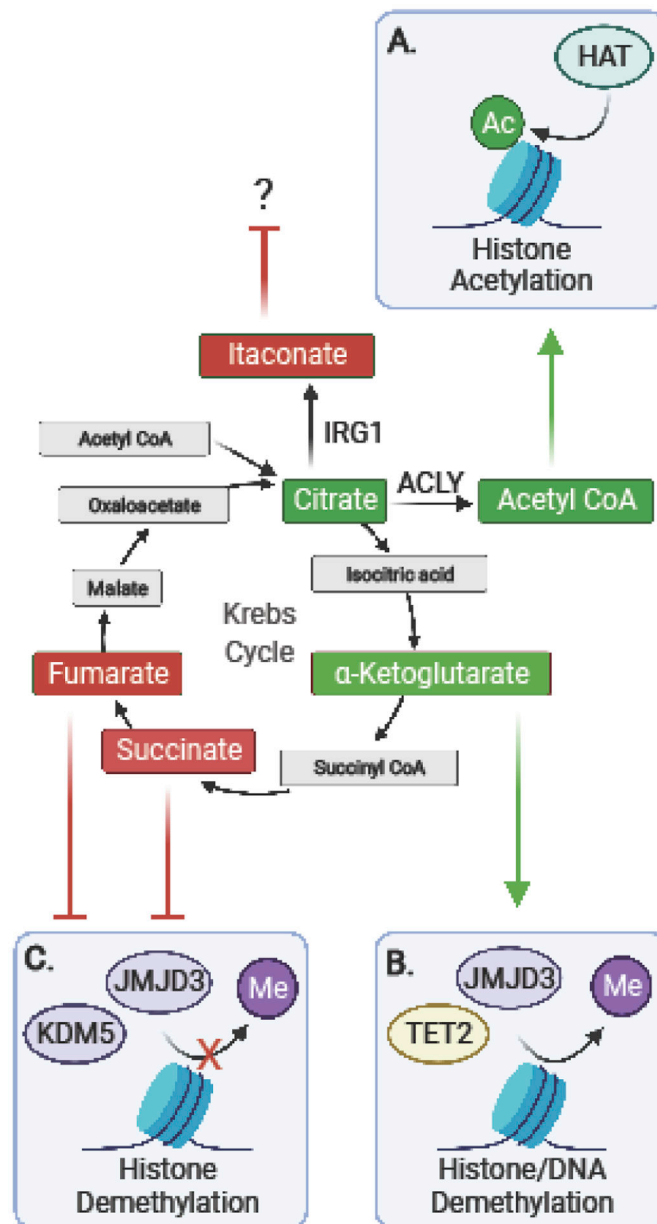 A.
HAT
Ac
Histone
Acetylation
?
Itaconate
IRG1
Acetyl CoA
Citrate
ACLY
Acetyl CoA
Oxaloacetate
Isocitric acid
Malate
Krebs
Cycle
Fumarate
α-Ketoglutarate
Succinate
Succinyl CoA
C.
JMJD3
Me
KDM5
X
Histone
Demethylation
B.
JMJD3
Me
TET2
Histone/DNA
Demethylation